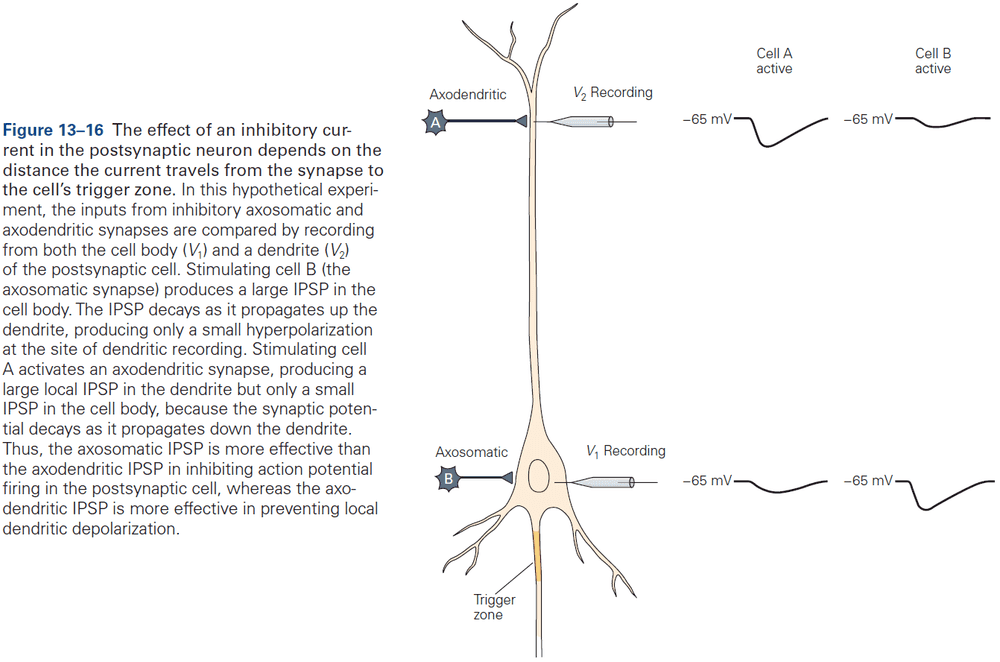 Figure 13–16 The effect of an inhibitory cur-
rent in the postsynaptic neuron depends on the
distance the current travels from the synapse to
the cell's trigger zone. In this hypothetical experi-
ment, the inputs from inhibitory axosomatic and
axodendritic synapses are compared by recording
from both the cell body (V1) and a dendrite (V2)
of the postsynaptic cell. Stimulating cell B (the
axosomatic synapse) produces a large IPSP in the
cell body. The IPSP decays as it propagates up the
dendrite, producing only a small hyperpolarization
at the site of dendritic recording. Stimulating cell
A activates an axodendritic synapse, producing a
large local IPSP in the dendrite but only a small
IPSP in the cell body, because the synaptic poten-
tial decays as it propagates down the dendrite.
Thus, the axosomatic IPSP is more effective than
the axodendritic IPSP in inhibiting action potential
firing in the postsynaptic cell, whereas the axo-
dendritic IPSP is more effective in preventing local
dendritic depolarization.
Cell A
active
Cell B
active
Axodendritic
V2 Recording
A
–65 mV
–65 mV
Axosomatic
V1 Recording
B
–65 mV
–65 mV
Trigger
zone